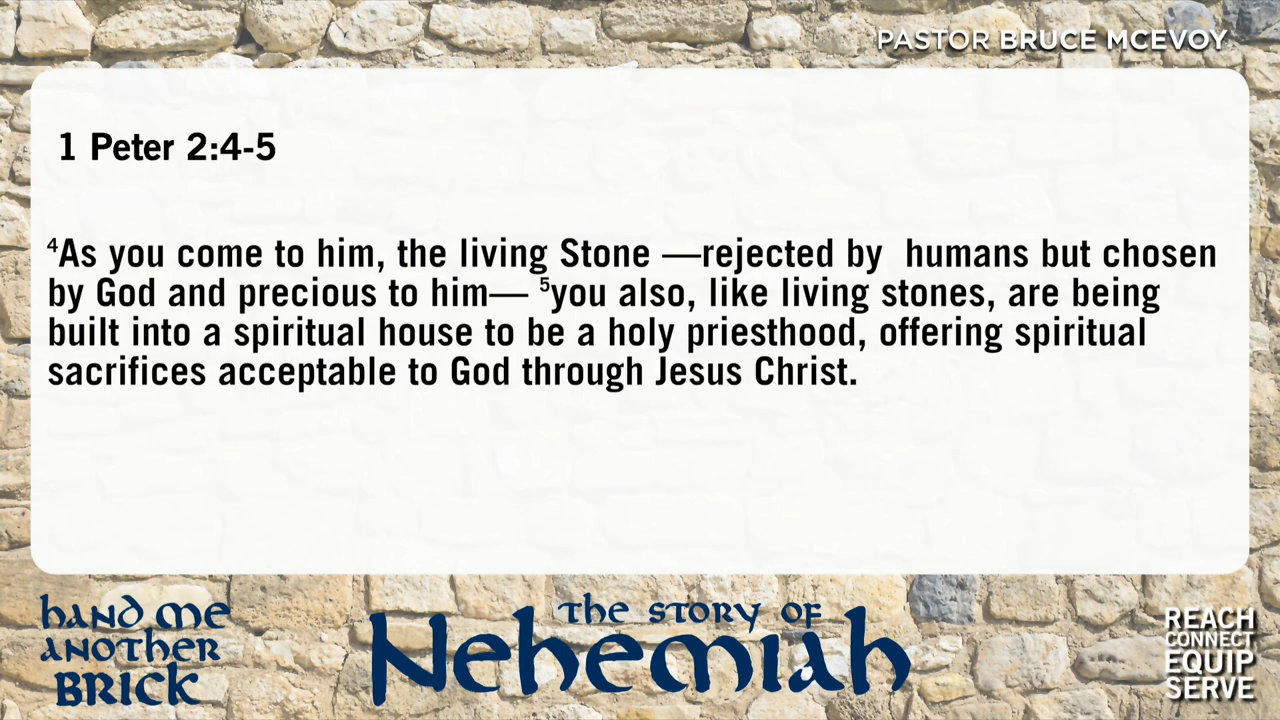 PASTOR BRUCE MCEVOY
1 Peter 2:4-5
⁴As you come to him, the living Stone —rejected by  humans but chosen
by God and precious to him— ⁵you also, like living stones, are being
built into a spiritual house to be a holy priesthood, offering spiritual
sacrifices acceptable to God through Jesus Christ.
hAND ME
ANOTHER
BRICK
The STORY OF
Nehemiah
REACH
CONNECT
EQUIP
SERVE